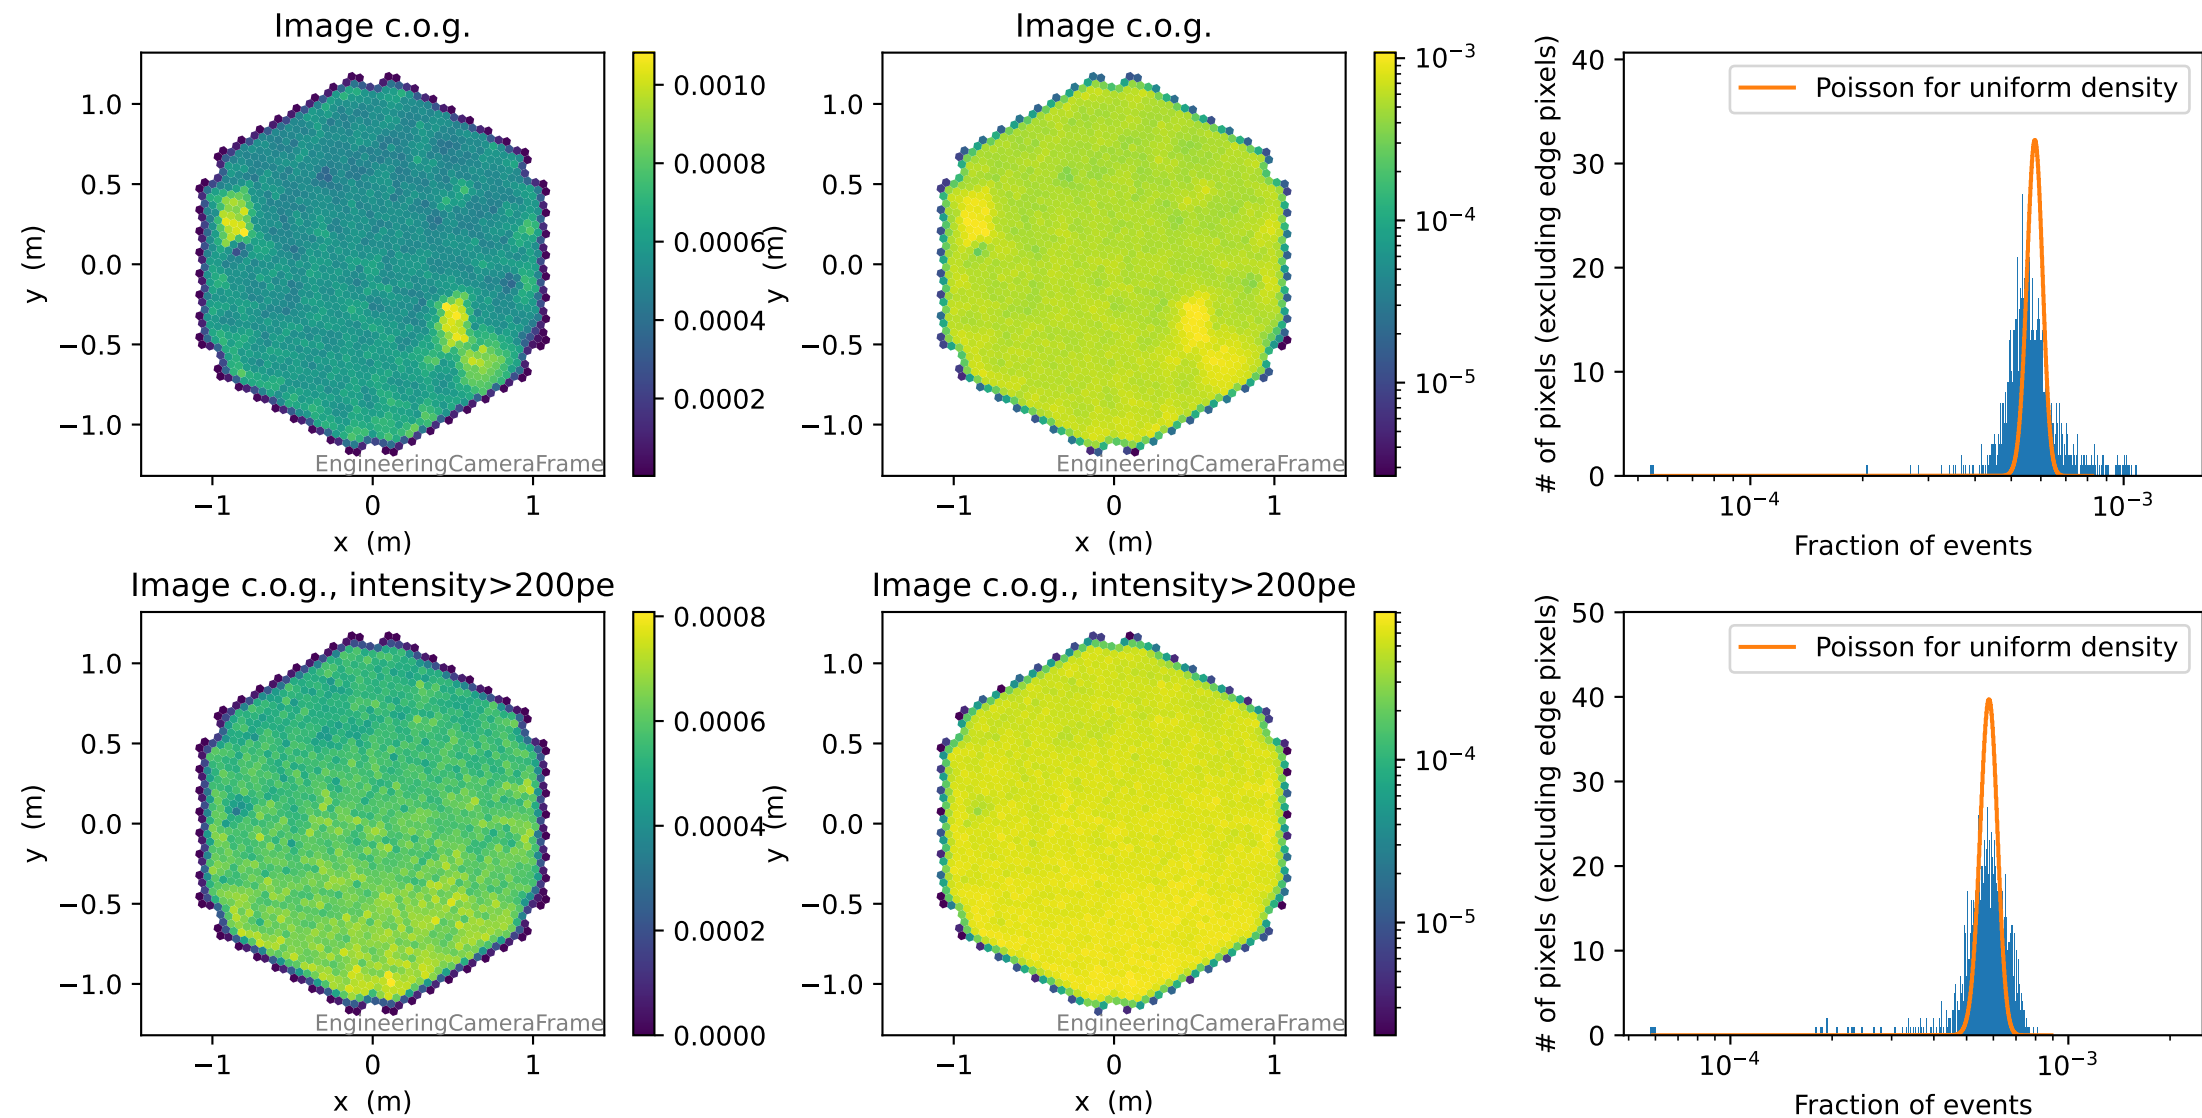 Image c.o.g.
1.0
0.5
0.0
−0.5
−1.0
y (m)
−1
0
1
x (m)
EngineeringCameraFrame
0.0010
0.0008
0.0006
0.0004
0.0002
Image c.o.g.
1.0
0.5
0.0
−0.5
−1.0
y (m)
−1
0
1
x (m)
EngineeringCameraFrame
10⁻³
10⁻⁴
10⁻⁵
40
30
20
10
0
# of pixels (excluding edge pixels)
Poisson for uniform density
10⁻⁴
10⁻³
Fraction of events
Image c.o.g., intensity>200pe
1.0
0.5
0.0
−0.5
−1.0
y (m)
−1
0
1
x (m)
EngineeringCameraFrame
0.0008
0.0006
0.0004
0.0002
0.0000
Image c.o.g., intensity>200pe
1.0
0.5
0.0
−0.5
−1.0
y (m)
−1
0
1
x (m)
EngineeringCameraFrame
10⁻⁴
10⁻�5
50
40
30
20
10
0
# of pixels (excluding edge pixels)
Poisson for uniform density
10⁻⁴
10⁻³
Fraction of events